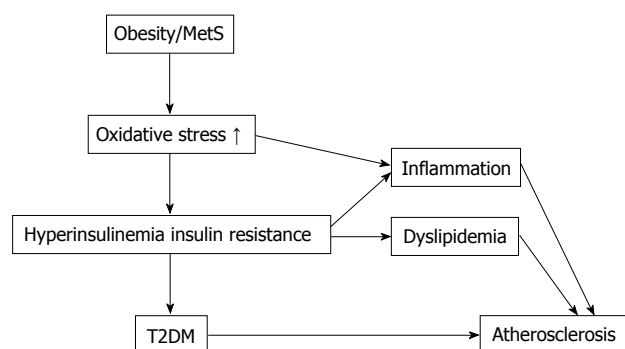 Obesity/MetS
Oxidative stress ↑
Inflammation
Hyperinsulinemia insulin resistance
Dyslipidemia
T2DM
Atherosclerosis